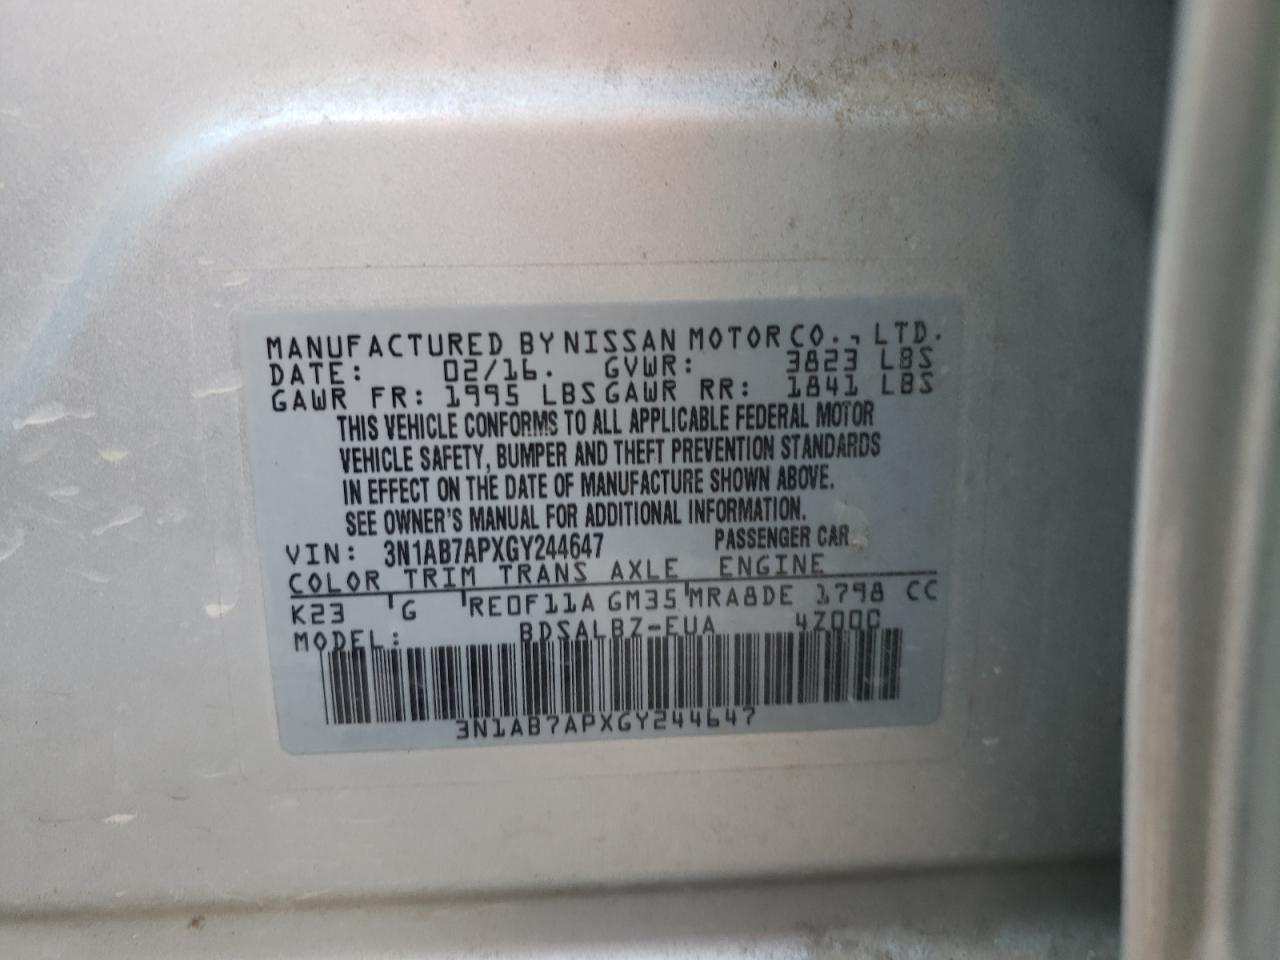 MANUFACTURED BY NISSAN MOTOR CO., LTD.
DATE: 02/16. GVWR: 3823 LBS
GAWR FR: 1995 LBS GAWR RR: 1841 LBS
THIS VEHICLE CONFORMS TO ALL APPLICABLE FEDERAL MOTOR
VEHICLE SAFETY, BUMPER AND THEFT PREVENTION STANDARDS
IN EFFECT ON THE DATE OF MANUFACTURE SHOWN ABOVE.
SEE OWNER'S MANUAL FOR ADDITIONAL INFORMATION.
VIN: 3N1AB7APXGY244647 PASSENGER CAR
COLOR TRIM TRANS AXLE ENGINE
K23 G RE0F11A GM35 MRA8DE 1798 CC
MODEL: BDSALBZ-EUA 4Z00C
3N1AB7APXGY244647